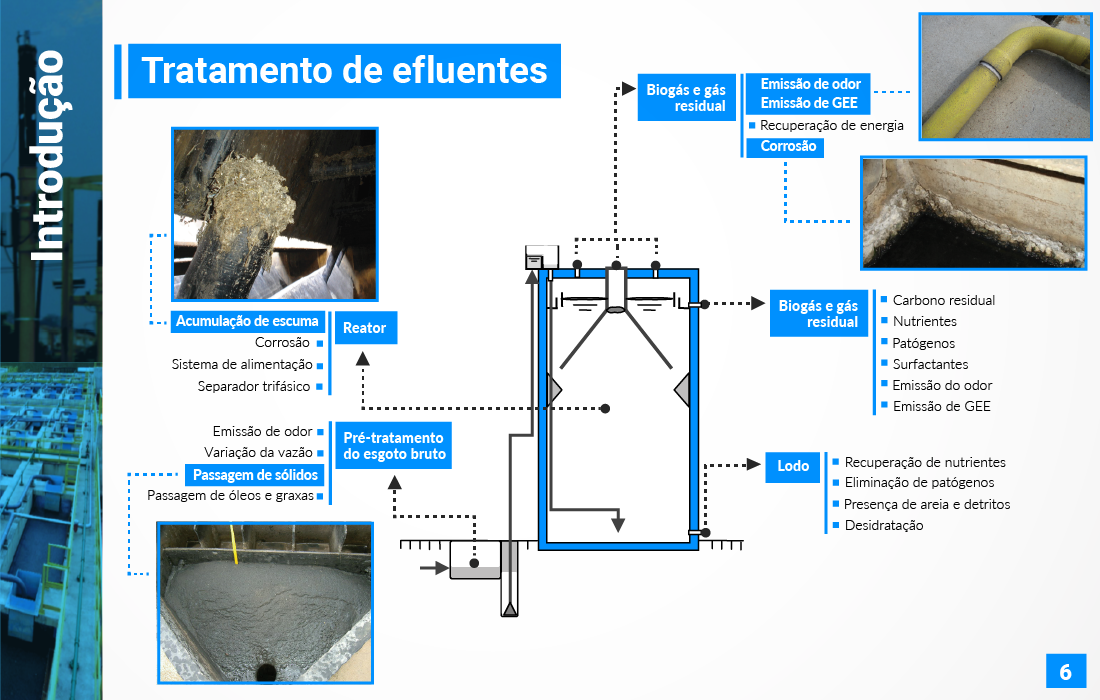 Introdução
Tratamento de efluentes
Biogás e gás
residual
Emissão de odor
Emissão de GEE
Recuperação de energia
Corrosão
Acumulação de escuma
Corrosão
Sistema de alimentação
Separador trifásico
Reator
Biogás e gás
residual
Carbono residual
Nutrientes
Patógenos
Surfactantes
Emissão do odor
Emissão de GEE
Emissão de odor
Variação da vazão
Passagem de sólidos
Passagem de óleos e graxas
Pré-tratamento
do esgoto bruto
Lodo
Recuperação de nutrientes
Eliminação de patógenos
Presença de areia e detritos
Desidratação
6